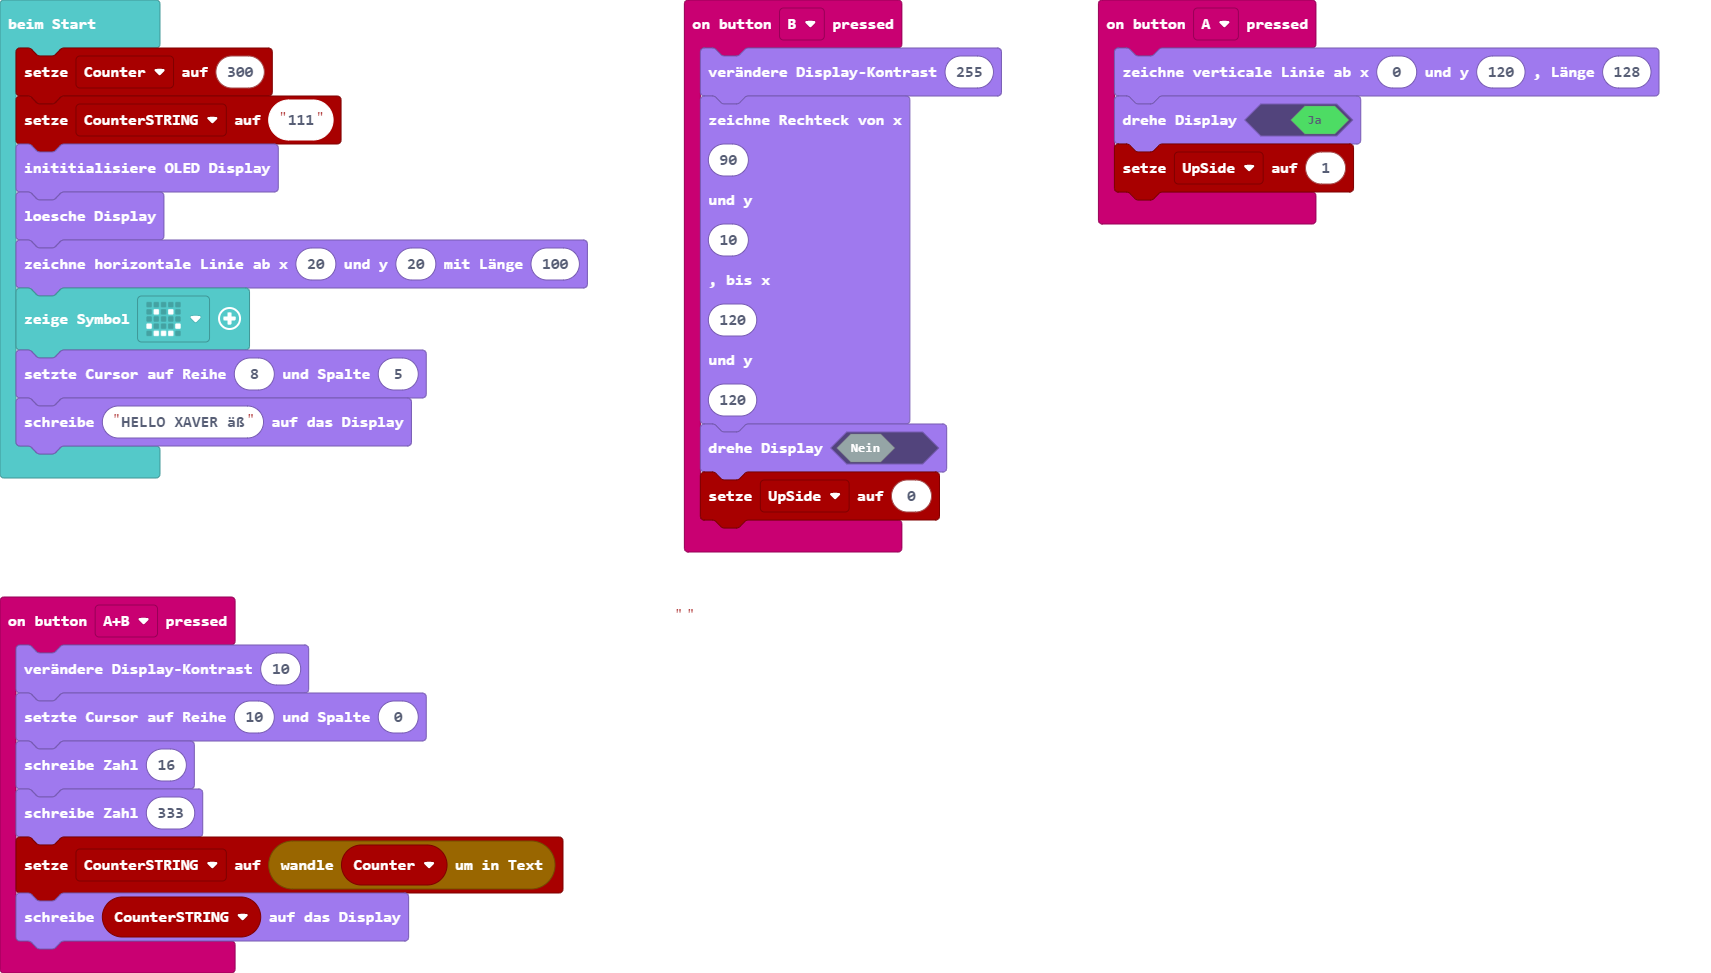 beim Start
setze Counter auf 300
setze CounterSTRING auf "111"
inititialisiere OLED Display
loesche Display
zeichne horizontale Linie ab x 20 und y 20 mit Länge 100
zeige Symbol
setzte Cursor auf Reihe 8 und Spalte 5
schreibe "HELLO XAVER äß" auf das Display
on button B pressed
verändere Display-Kontrast 255
zeichne Rechteck von x
90
und y
10
, bis x
120
und y
120
drehe Display Nein
setze UpSide auf 0
on button A pressed
zeichne verticale Linie ab x 0 und y 120 , Länge 128
drehe Display Ja
setze UpSide auf 1
on button A+B pressed
verändere Display-Kontrast 10
setzte Cursor auf Reihe 10 und Spalte 0
schreibe Zahl 16
schreibe Zahl 333
setze CounterSTRING auf wandle Counter um in Text
schreibe CounterSTRING auf das Display
" "